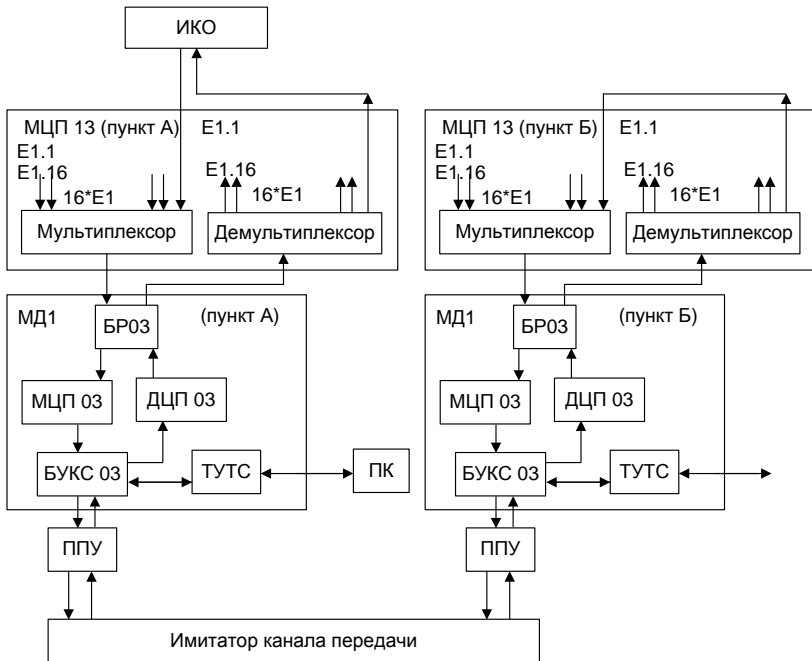 ИКО
МЦП 13 (пункт А) Е1.1
Е1.1
Е1.16
16*Е1
Е1.16
16*Е1
Мультиплексор
Демультиплексор
МЦП 13 (пункт Б) Е1.1
Е1.1
Е1.16
16*Е1
Е1.16
16*Е1
Мультиплексор
Демультиплексор
МД1
БР03
(пункт А)
МЦП 03
ДЦП 03
БУКС 03
ТУТС
ПК
МД1
БР03
(пункт Б)
МЦП 03
ДЦП 03
БУКС 03
ТУТС
ППУ
ППУ
Имитатор канала передачи